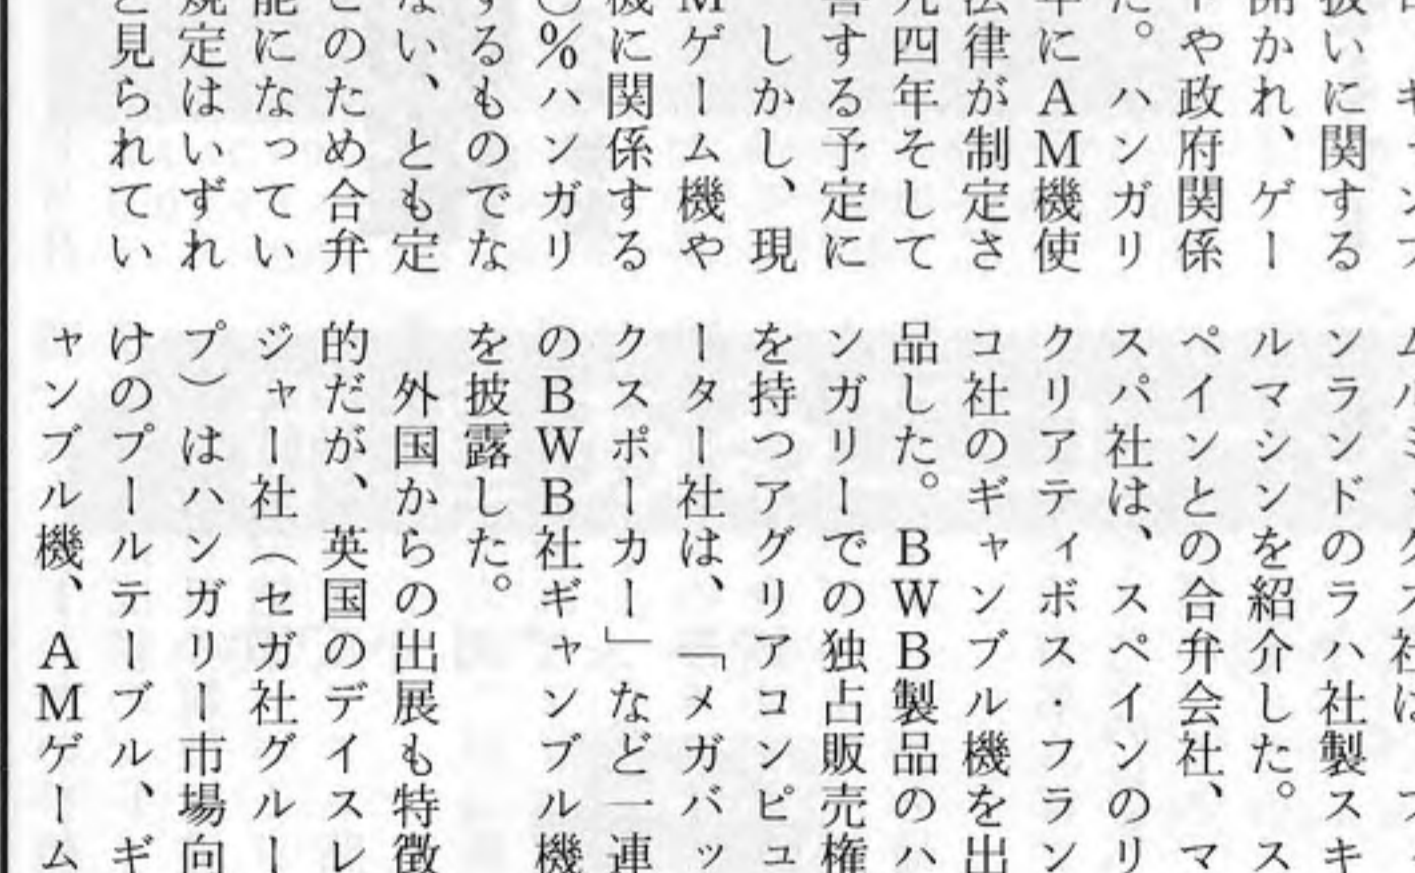 扱いに関する
開かれ、ゲー
や政府関係
た。ハンガリ
年にAM機使
法律が制定さ
九四年そして
する予定に
しかし、現
Mゲーム機や
機に関係する
〇%ハンガリ
するものでな
ない、とも定
このため合弁
能になってい
規定はいずれ
と見られてい
ンランドのラハ社製スキ
ルマシンを紹介した。ス
ペインとの合弁会社、マ
スパ社は、スペインのリ
クリアティボス・フラン
コ社のギャンブル機を出
品した。BWB製品のハ
ンガリーでの独占販売権
を持つアグリアコンピュ
ーター社は、「メガバッ
クスポーカー」など一連
のBWB社ギャンブル機
を披露した。
外国からの出展も特徴
的だが、英国のデイスレ
ジャー社（セガ社グルー
プ）はハンガリー市場向
けのプールテーブル、ギ
ャンブル機、AMゲーム